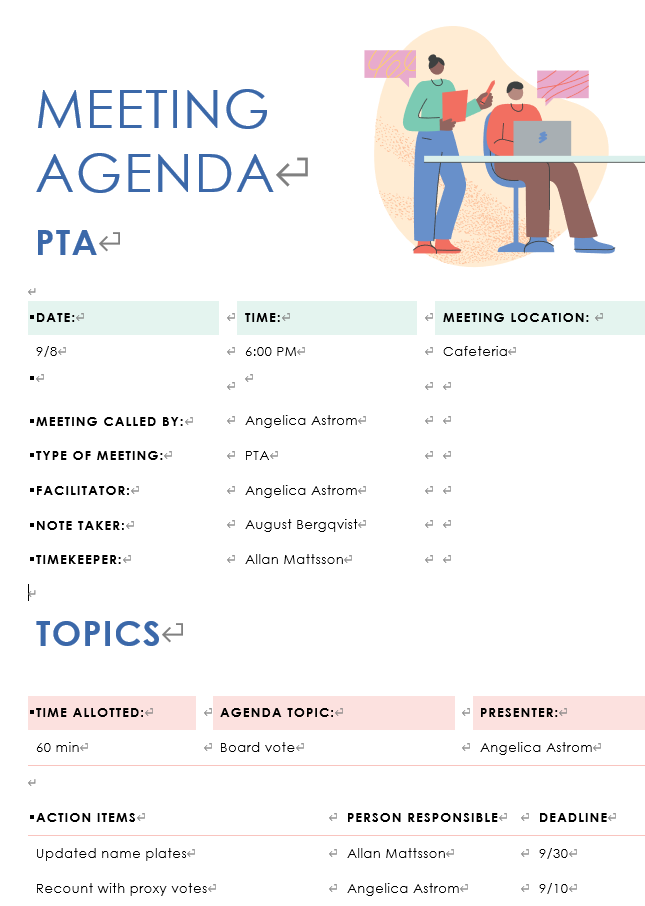 MEETING
AGENDA
PTA
DATE: TIME: MEETING LOCATION:
9/8 6:00 PM Cafeteria
MEETING CALLED BY: Angelica Astrom
TYPE OF MEETING: PTA
FACILITATOR: Angelica Astrom
NOTE TAKER: August Bergqvist
TIMEKEEPER: Allan Mattsson
TOPICS
TIME ALLOTTED: AGENDA TOPIC: PRESENTER:
60 min Board vote Angelica Astrom
ACTION ITEMS PERSON RESPONSIBLE DEADLINE
Updated name plates Allan Mattsson 9/30
Recount with proxy votes Angelica Astrom 9/10